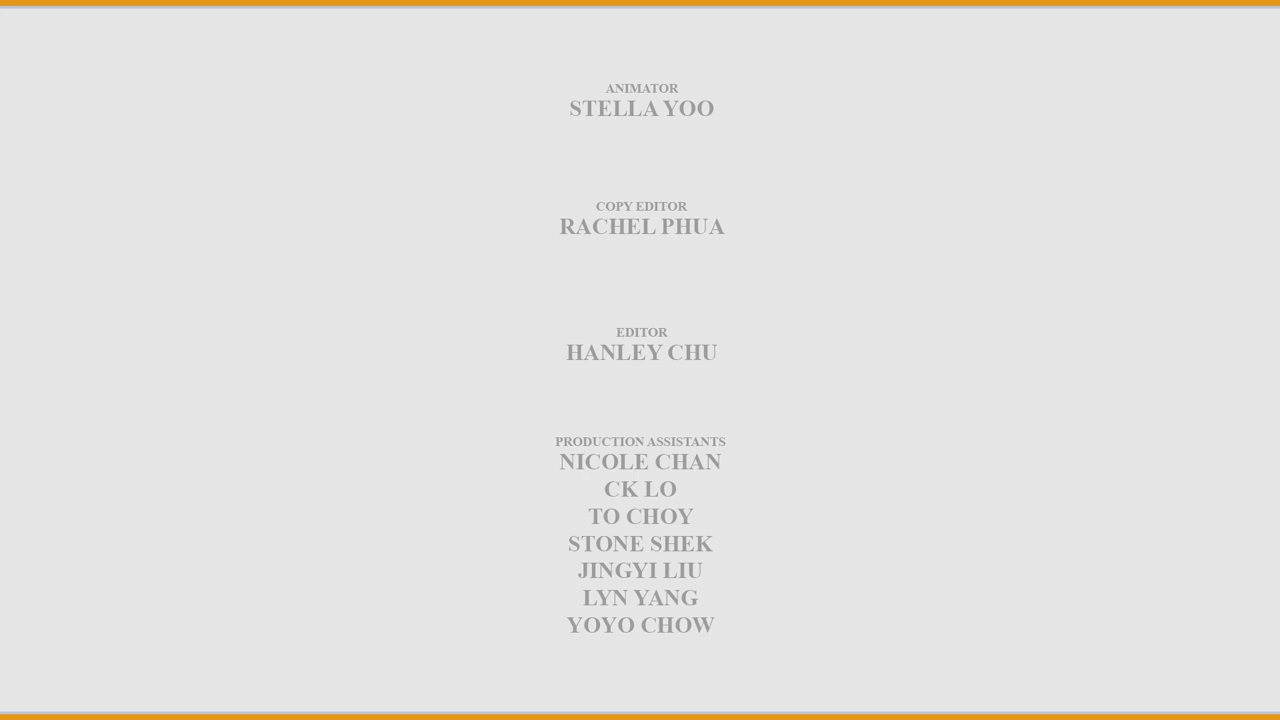 ANIMATOR
STELLA YOO
COPY EDITOR
RACHEL PHUA
EDITOR
HANLEY CHU
PRODUCTION ASSISTANTS
NICOLE CHAN
CK LO
TO CHOY
STONE SHEK
JINGYI LIU
LYN YANG
YOYO CHOW